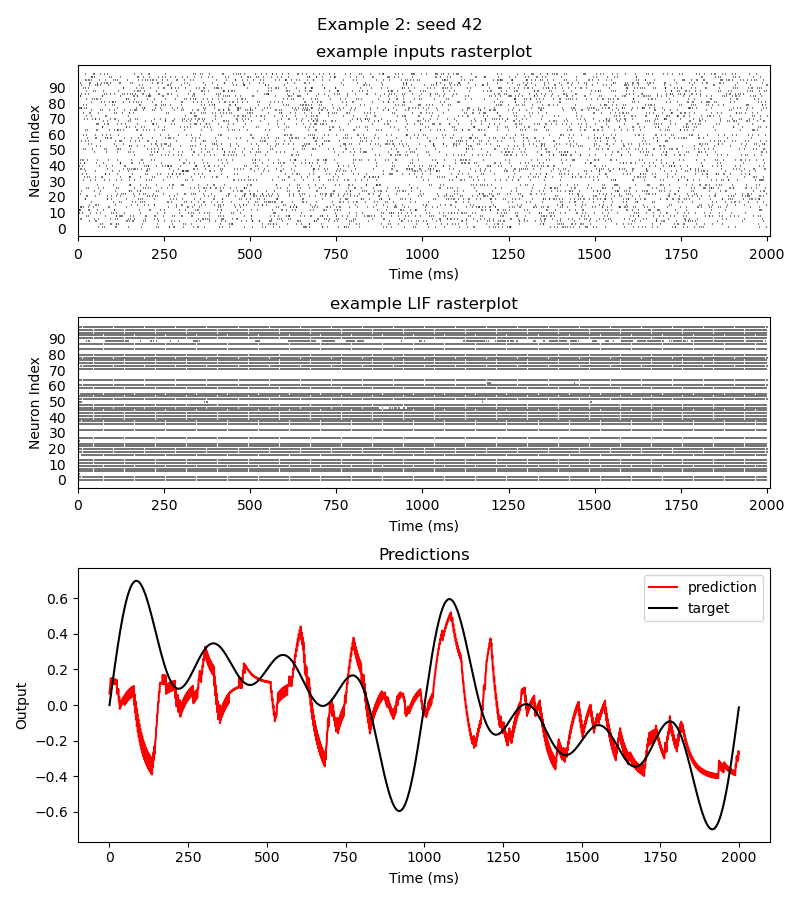 Example 2: seed 42
example inputs rasterplot
Neuron Index
90
80
70
60
50
40
30
20
10
0
0 250 500 750 1000 1250 1500 1750 2000
Time (ms)
example LIF rasterplot
Neuron Index
90
80
70
60
50
40
30
20
10
0
0 250 500 750 1000 1250 1500 1750 2000
Time (ms)
Predictions
prediction
target
Output
0.6
0.4
0.2
0.0
−0.2
−0.4
−0.6
0 250 500 750 1000 1250 1500 1750 2000
Time (ms)